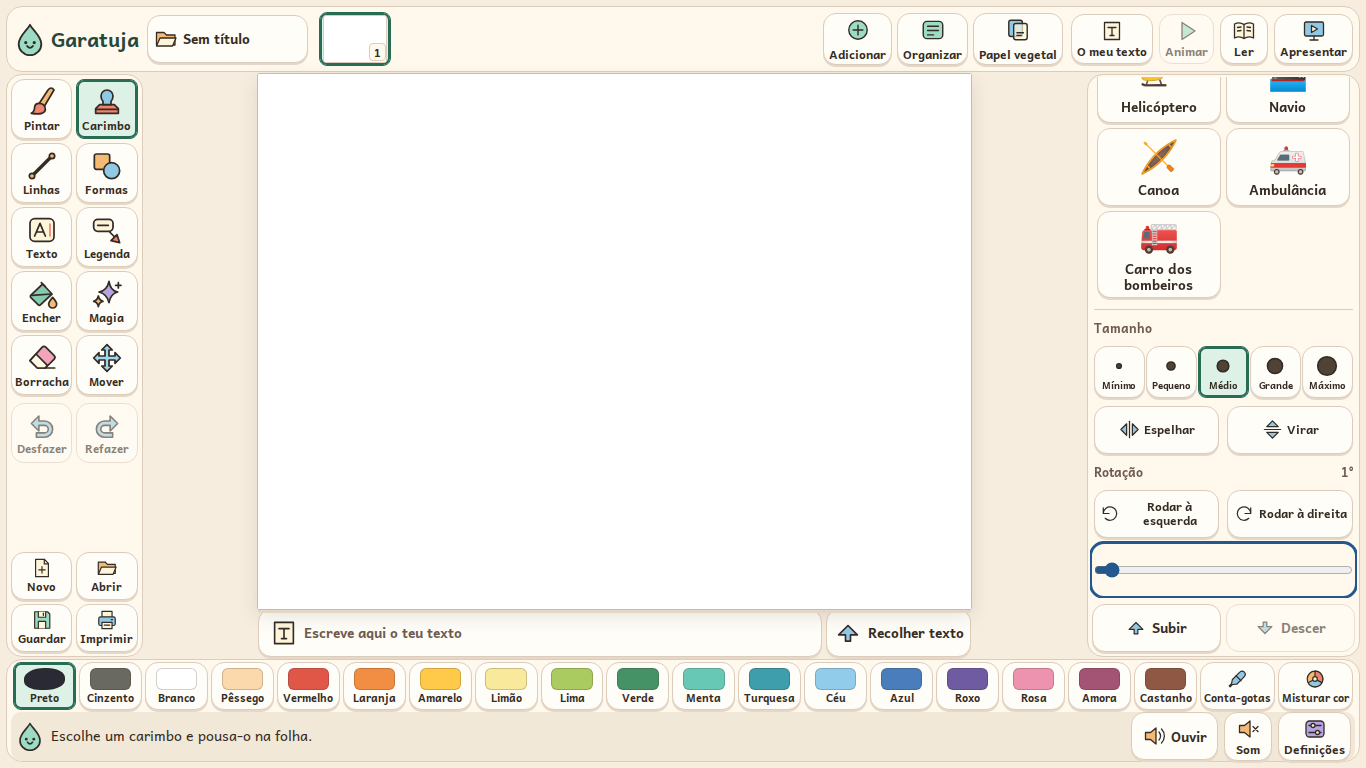 Garatuja
Sem título
1
Adicionar
Organizar
Papel vegetal
O meu texto
Animar
Ler
Apresentar
Pintar
Carimbo
Linhas
Formas
Texto
Legenda
Encher
Magia
Borracha
Mover
Desfazer
Refazer
Novo
Abrir
Guardar
Imprimir
Helicóptero
Navio
Canoa
Ambulância
Carro dos
bombeiros
Tamanho
Mínimo
Pequeno
Médio
Grande
Máximo
Espelhar
Virar
Rotação
1°
Rodar à
esquerda
Rodar à direita
Subir
Descer
Escreve aqui o teu texto
Recolher texto
Preto
Cinzento
Branco
Pêssego
Vermelho
Laranja
Amarelo
Limão
Lima
Verde
Menta
Turquesa
Céu
Azul
Roxo
Rosa
Amora
Castanho
Conta-gotas
Misturar cor
Escolhe um carimbo e pousa-o na folha.
Ouvir
Som
Definições